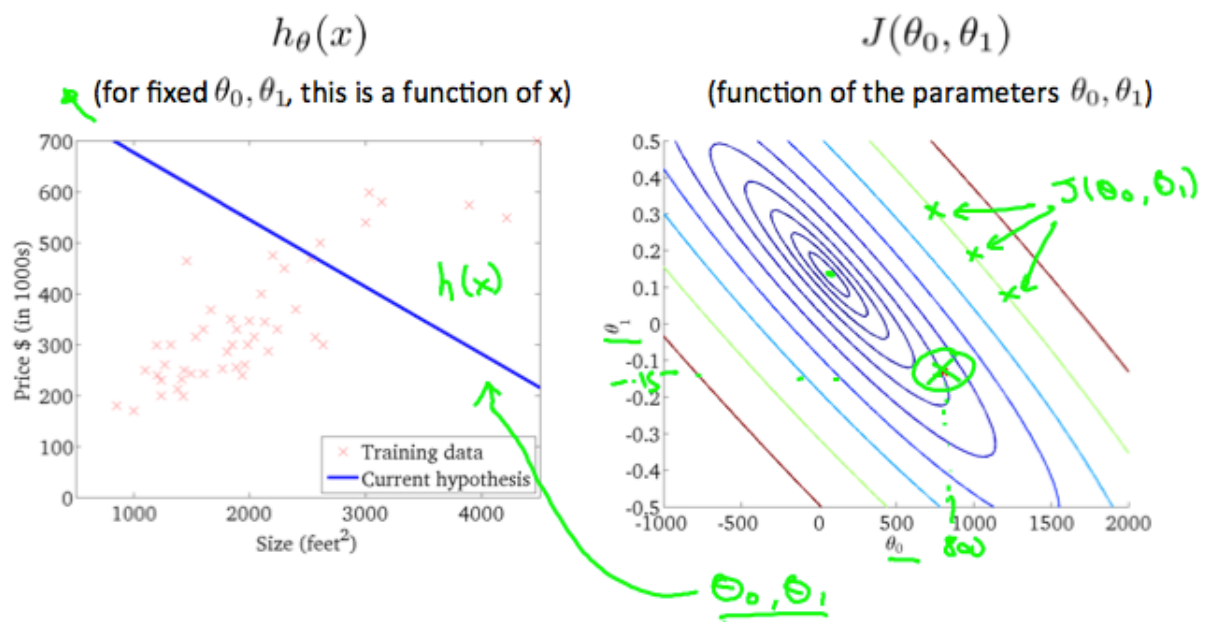 hθ(x)
(for fixed θ0, θ1, this is a function of x)
700
600
500
400
300
200
100
0
Price $ (in 1000s)
1000 2000 3000 4000
Size (feet²)
h(x)
Training data
Current hypothesis
J(θ0, θ1)
(function of the parameters θ0, θ1)
0.5
0.4
0.3
0.2
0.1
0
-0.1
-.15
-0.2
-0.3
-0.4
-0.5
θ1
-1000 -500 0 500 1000 1500 2000
θ0 800
J(θ0, θ1)
θ0, θ1